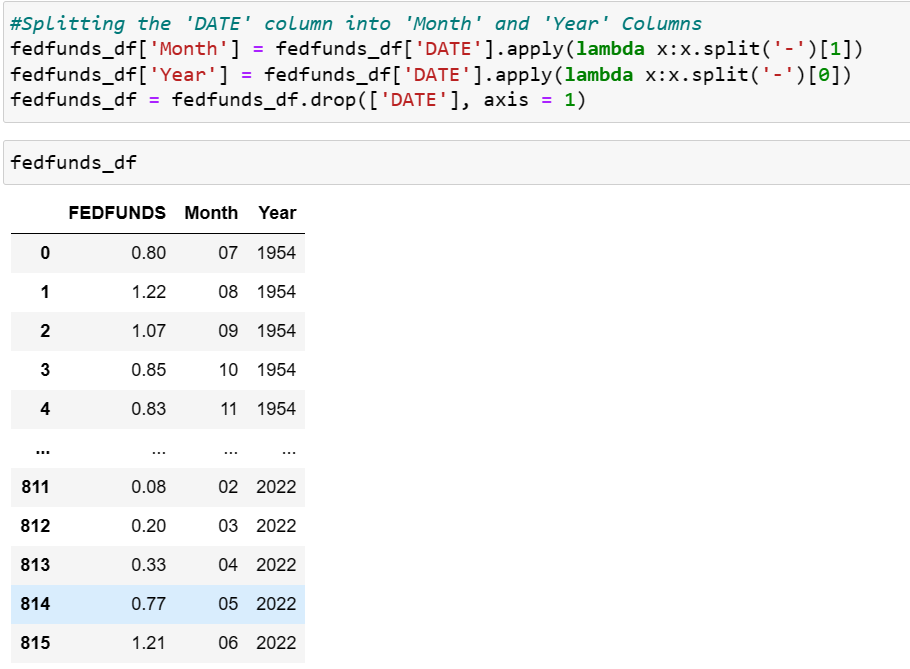 #Splitting the 'DATE' column into 'Month' and 'Year' Columns
fedfunds_df['Month'] = fedfunds_df['DATE'].apply(lambda x:x.split('-')[1])
fedfunds_df['Year'] = fedfunds_df['DATE'].apply(lambda x:x.split('-')[0])
fedfunds_df = fedfunds_df.drop(['DATE'], axis = 1)
fedfunds_df
FEDFUNDS Month Year
0 0.80 07 1954
1 1.22 08 1954
2 1.07 09 1954
3 0.85 10 1954
4 0.83 11 1954
... ... ... ...
811 0.08 02 2022
812 0.20 03 2022
813 0.33 04 2022
814 0.77 05 2022
815 1.21 06 2022